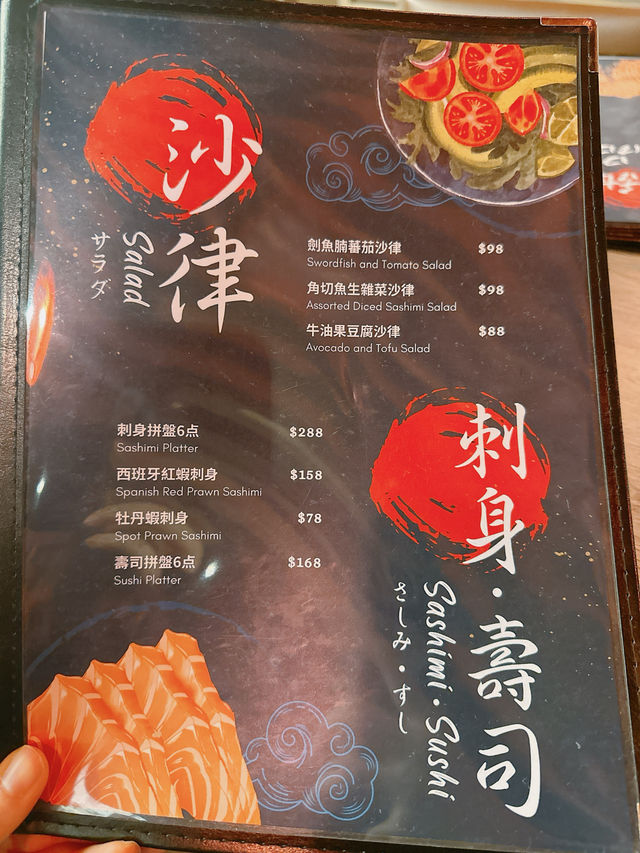 沙律
Salad
サラダ
劍魚腩蕃茄沙律 $98
Swordfish and Tomato Salad
角切魚生雜菜沙律 $98
Assorted Diced Sashimi Salad
牛油果豆腐沙律 $88
Avocado and Tofu Salad
刺身・壽司
Sashimi・Sushi
さしみ・すし
刺身拼盤6点 $288
Sashimi Platter
西班牙紅蝦刺身 $158
Spanish Red Prawn Sashimi
牡丹蝦刺身 $78
Spot Prawn Sashimi
壽司拼盤6点 $168
Sushi Platter